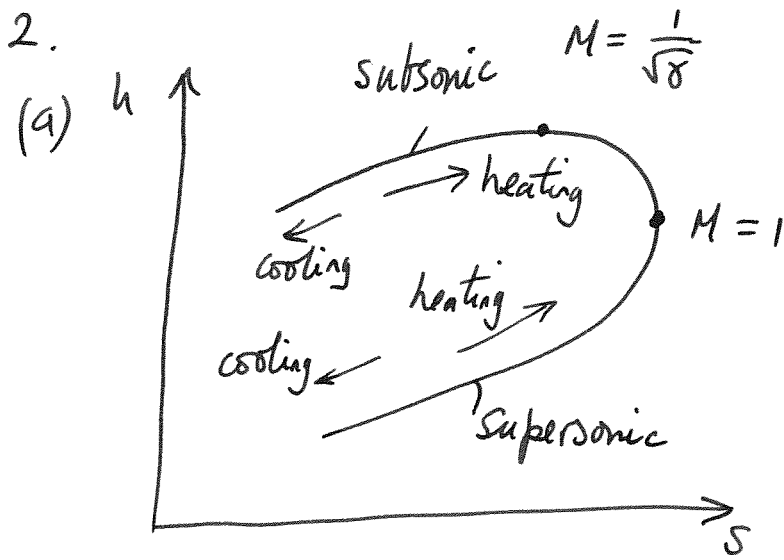 2.
(a)
h
subsonic
M = 1/√γ
heating
cooling
M = 1
heating
cooling
supersonic
s